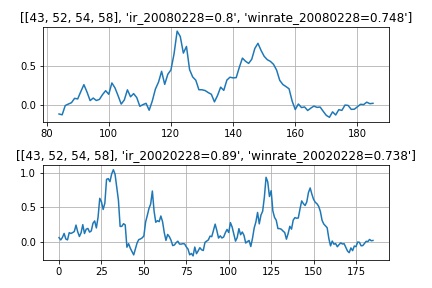 [[43, 52, 54, 58], 'ir_20080228=0.8', 'winrate_20080228=0.748']
0.5
0.0
80 100 120 140 160 180
[[43, 52, 54, 58], 'ir_20020228=0.89', 'winrate_20020228=0.738']
1.0
0.5
0.0
0 25 50 75 100 125 150 175